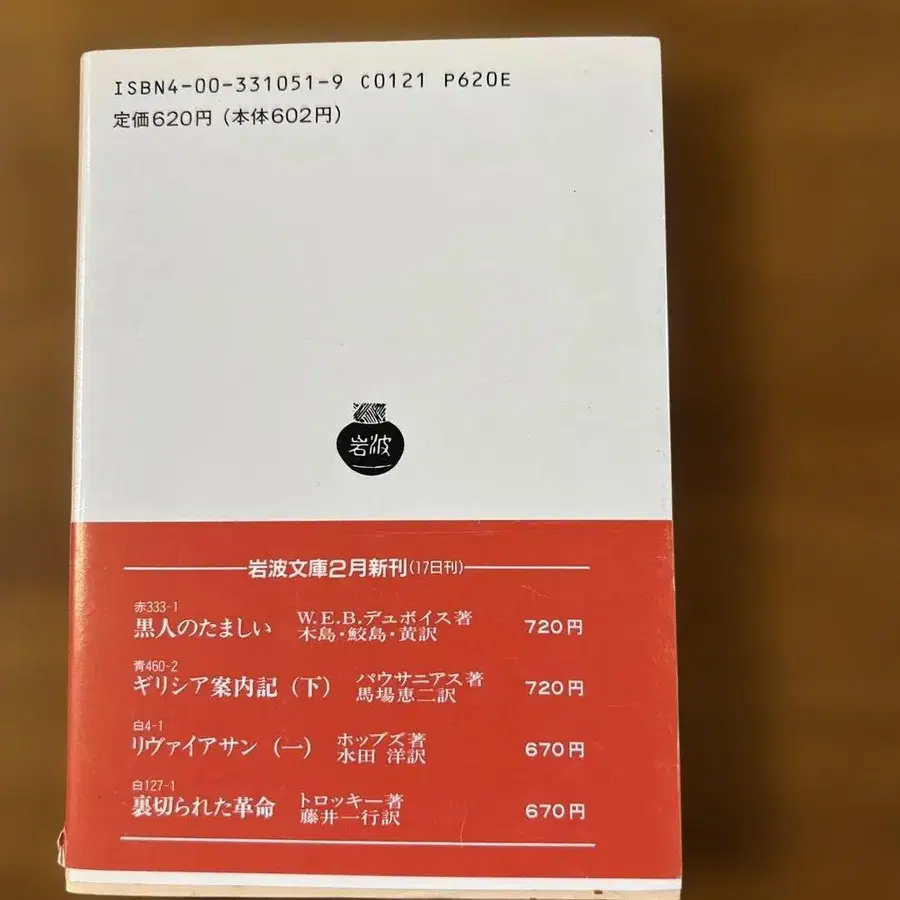 ISBN4-00-331051-9 C0121 P620E
定価620円(本体602円)
岩波
岩波文庫2月新刊(17日刊)
赤333-1
黒人のたましい W.E.B.デュボイス著
木島・鮫島・黄訳 720円
青460-2
ギリシア案内記(下) パウサニアス著
馬場恵二訳 720円
白4-1
リヴァイアサン(一) ホッブズ著
水田 洋訳 670円
白127-1
裏切られた革命 トロツキー著
藤井一行訳 670円